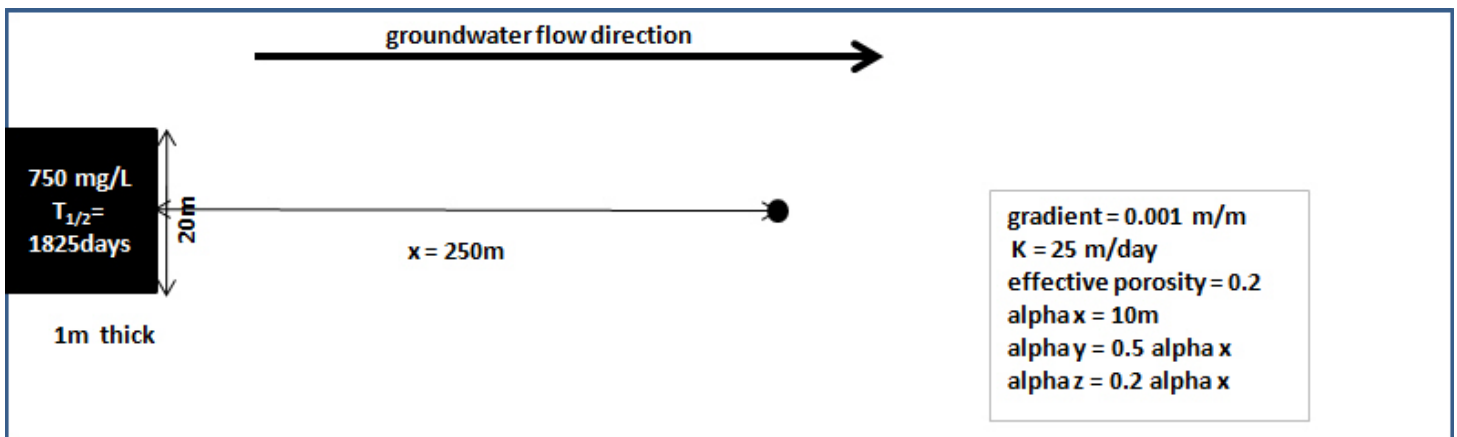 groundwater flow direction
750 mg/L
T1/2=
1825days
20m
x = 250m
1m thick
gradient = 0.001 m/m
K = 25 m/day
effective porosity = 0.2
alpha x = 10m
alpha y = 0.5 alpha x
alpha z = 0.2 alpha x